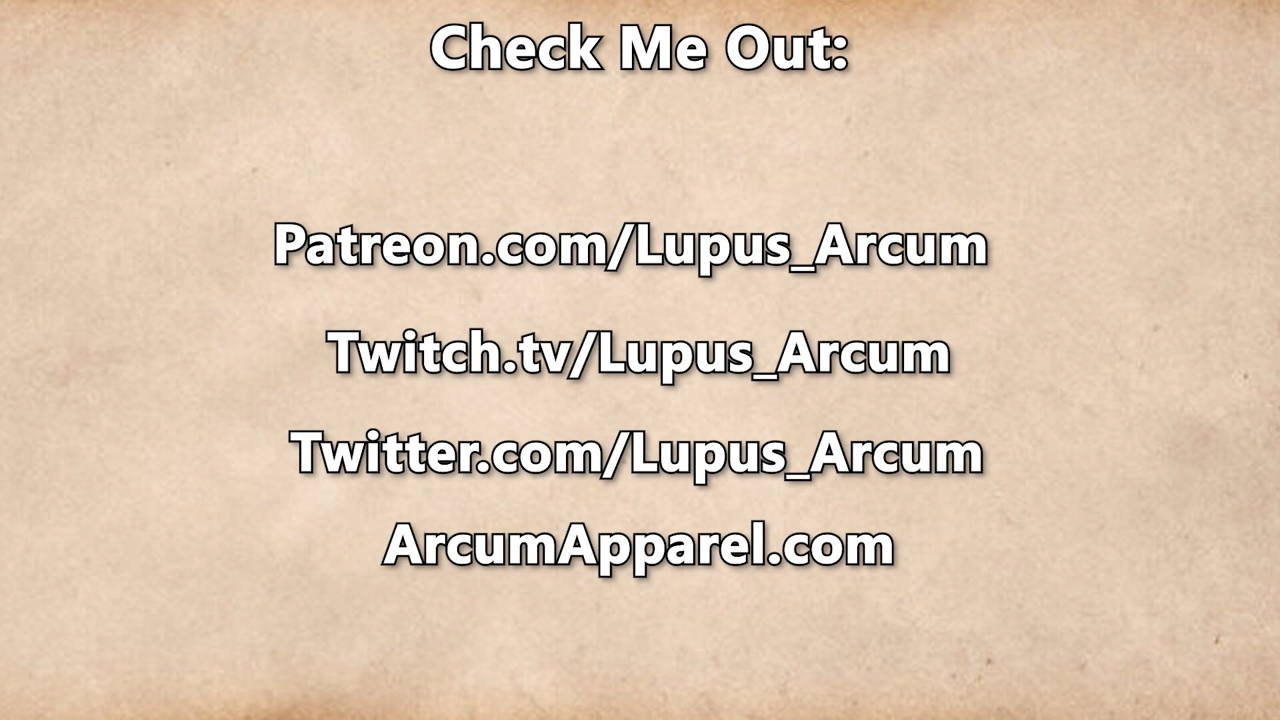 Check Me Out:
Patreon.com/Lupus_Arcum
Twitch.tv/Lupus_Arcum
Twitter.com/Lupus_Arcum
ArcumApparel.com